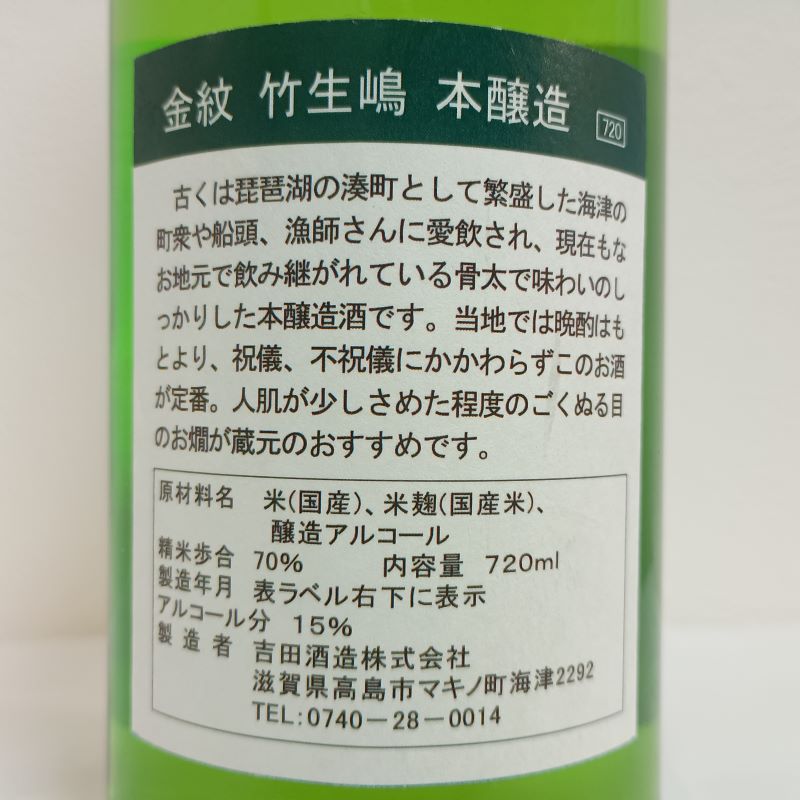 金紋 竹生嶋 本醸造 720
古くは琵琶湖の湊町として繁盛した海津の
町衆や船頭、漁師さんに愛飲され、現在もな
お地元で飲み継がれている骨太で味わいのし
っかりした本醸造酒です。当地では晩酌はも
とより、祝儀、不祝儀にかかわらずこのお酒
が定番。人肌が少しさめた程度のごくぬる目
のお燗が蔵元のおすすめです。
原材料名 米(国産)、米麹(国産米)、
醸造アルコール
精米歩合 70% 内容量 720ml
製造年月 表ラベル右下に表示
アルコール分 15%
製造者 吉田酒造株式会社
滋賀県高島市マキノ町海津2292
TEL:0740-28-0014